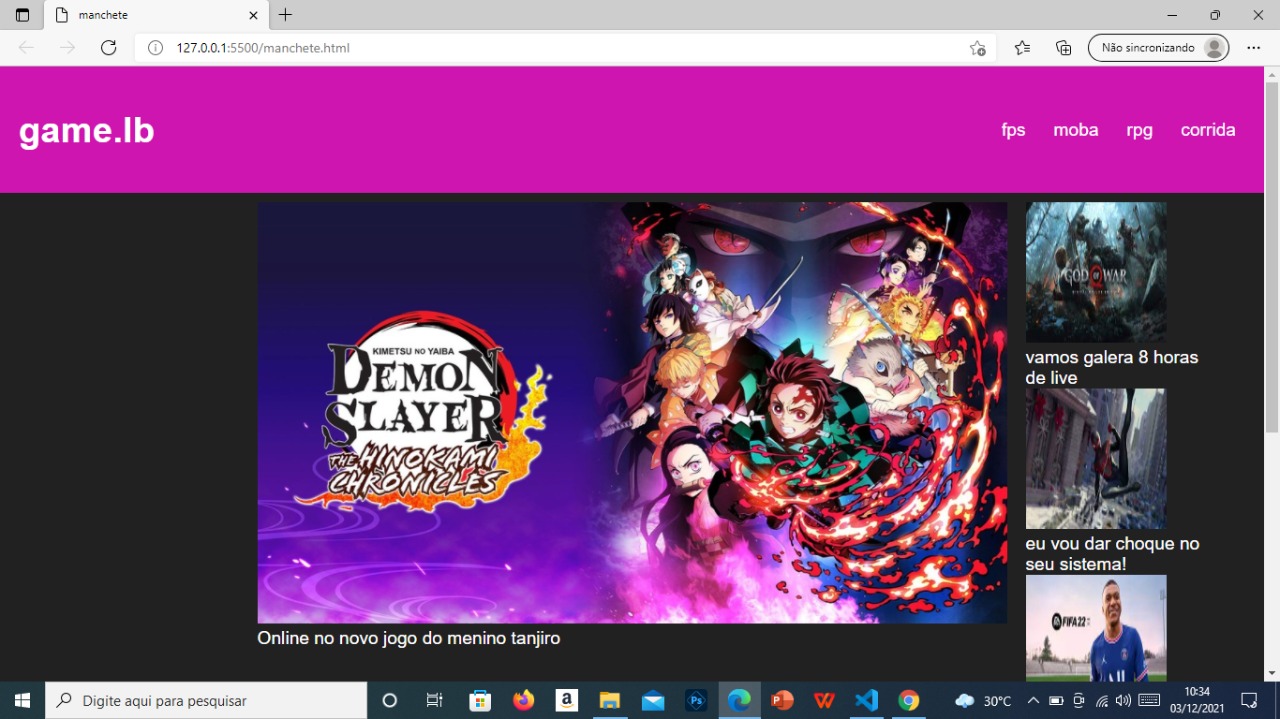 manchete
127.0.0.1:5500/manchete.html
Não sincronizando
game.lb
fps moba rpg corrida
KIMETSU NO YAIBA
DEMON
SLAYER
THE HINOKAMI
CHRONICLES
Online no novo jogo do menino tanjiro
GOD OF WAR
vamos galera 8 horas
de live
eu vou dar choque no
seu sistema!
FIFA 22
Digite aqui para pesquisar
a
Ps
P
W
30°C
10:34
03/12/2021